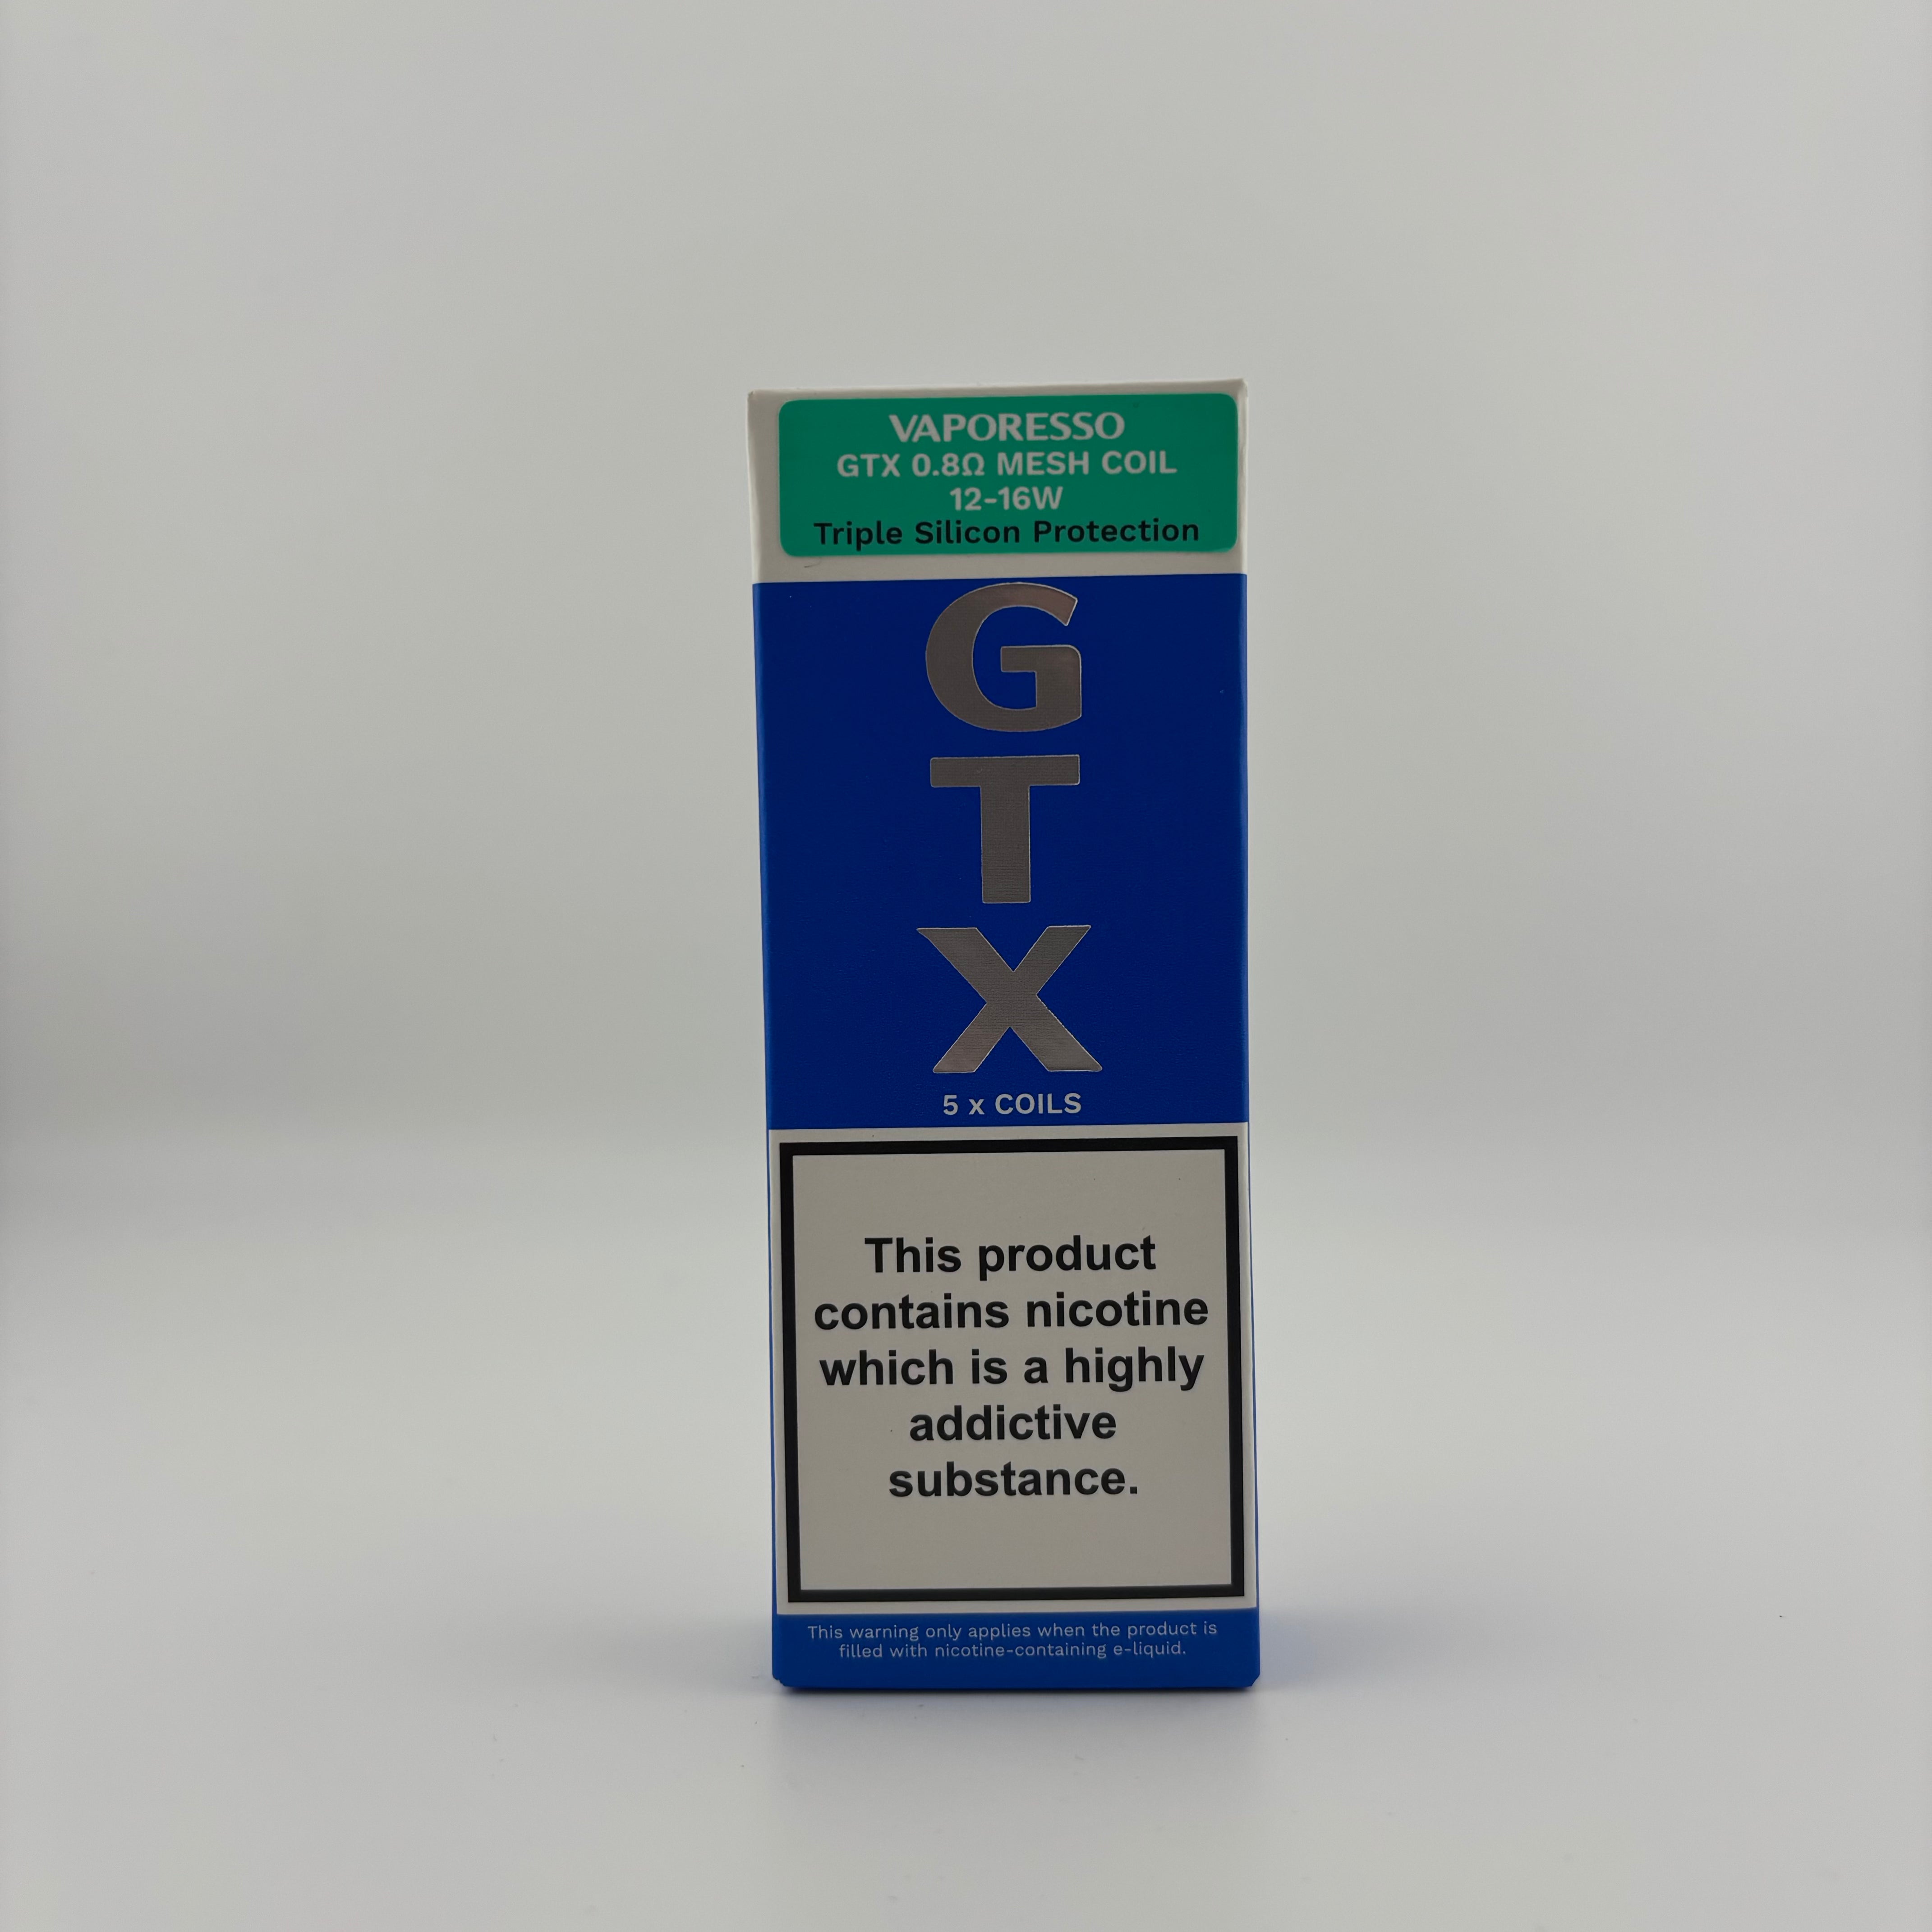 VAPORESSO
GTX 0.8Ω MESH COIL
12-16W
Triple Silicon Protection
G
T
X
5 x COILS
This product
contains nicotine
which is a highly
addictive
substance.
This warning only applies when the product is
filled with nicotine-containing e-liquid.